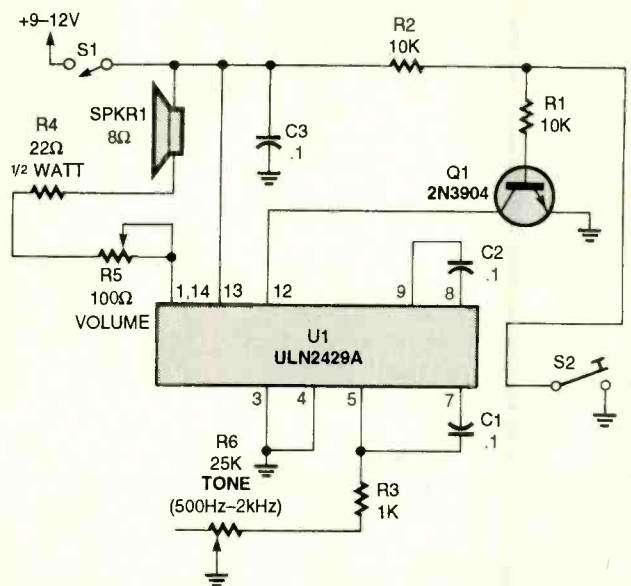 +9–12V
S1
R2
10K
SPKR1
8Ω
R4
22Ω
1/2 WATT
C3
.1
R1
10K
Q1
2N3904
R5
100Ω
VOLUME
1,14
13
12
9
8
C2
.1
U1
ULN2429A
S2
3
4
5
7
C1
.1
R6
25K
TONE
(500Hz–2kHz)
R3
1K